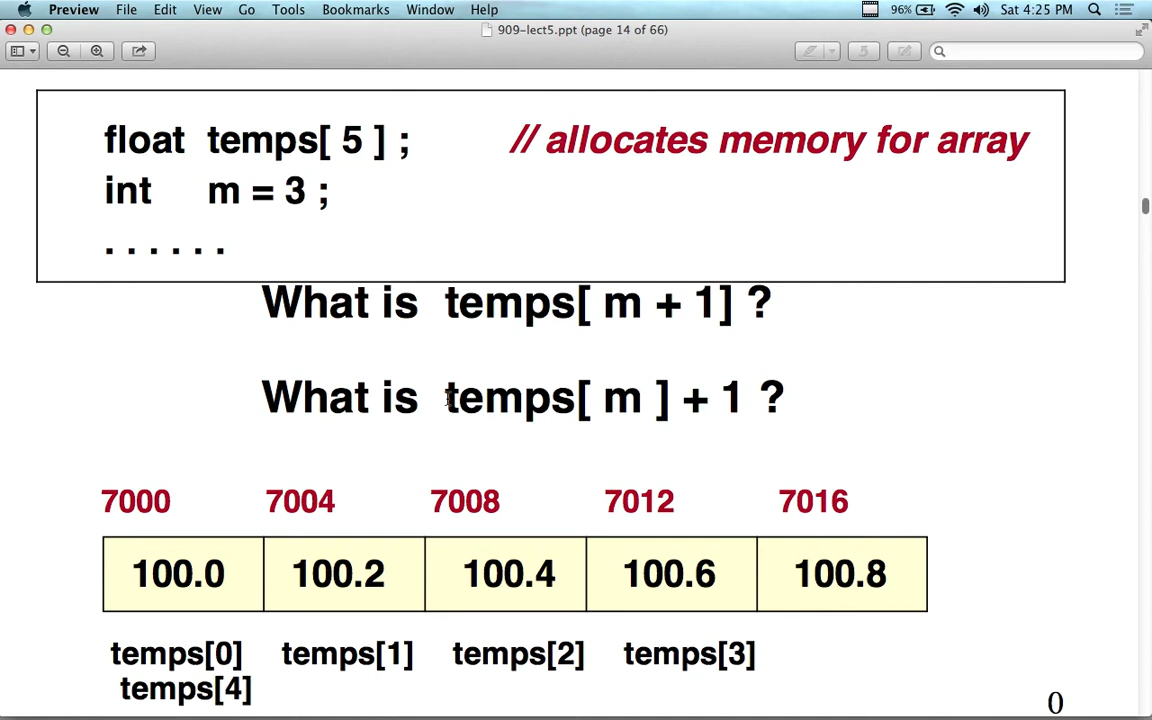 Preview File Edit View Go Tools Bookmarks Window Help 96% Sat 4:25 PM
909-lect5.ppt (page 14 of 66)
float temps[ 5 ] ; // allocates memory for array
int m = 3 ;
. . . . . .
What is temps[ m + 1] ?
What is temps[ m ] + 1 ?
7000 7004 7008 7012 7016
100.0 100.2 100.4 100.6 100.8
temps[0] temps[1] temps[2] temps[3]
temps[4]
0